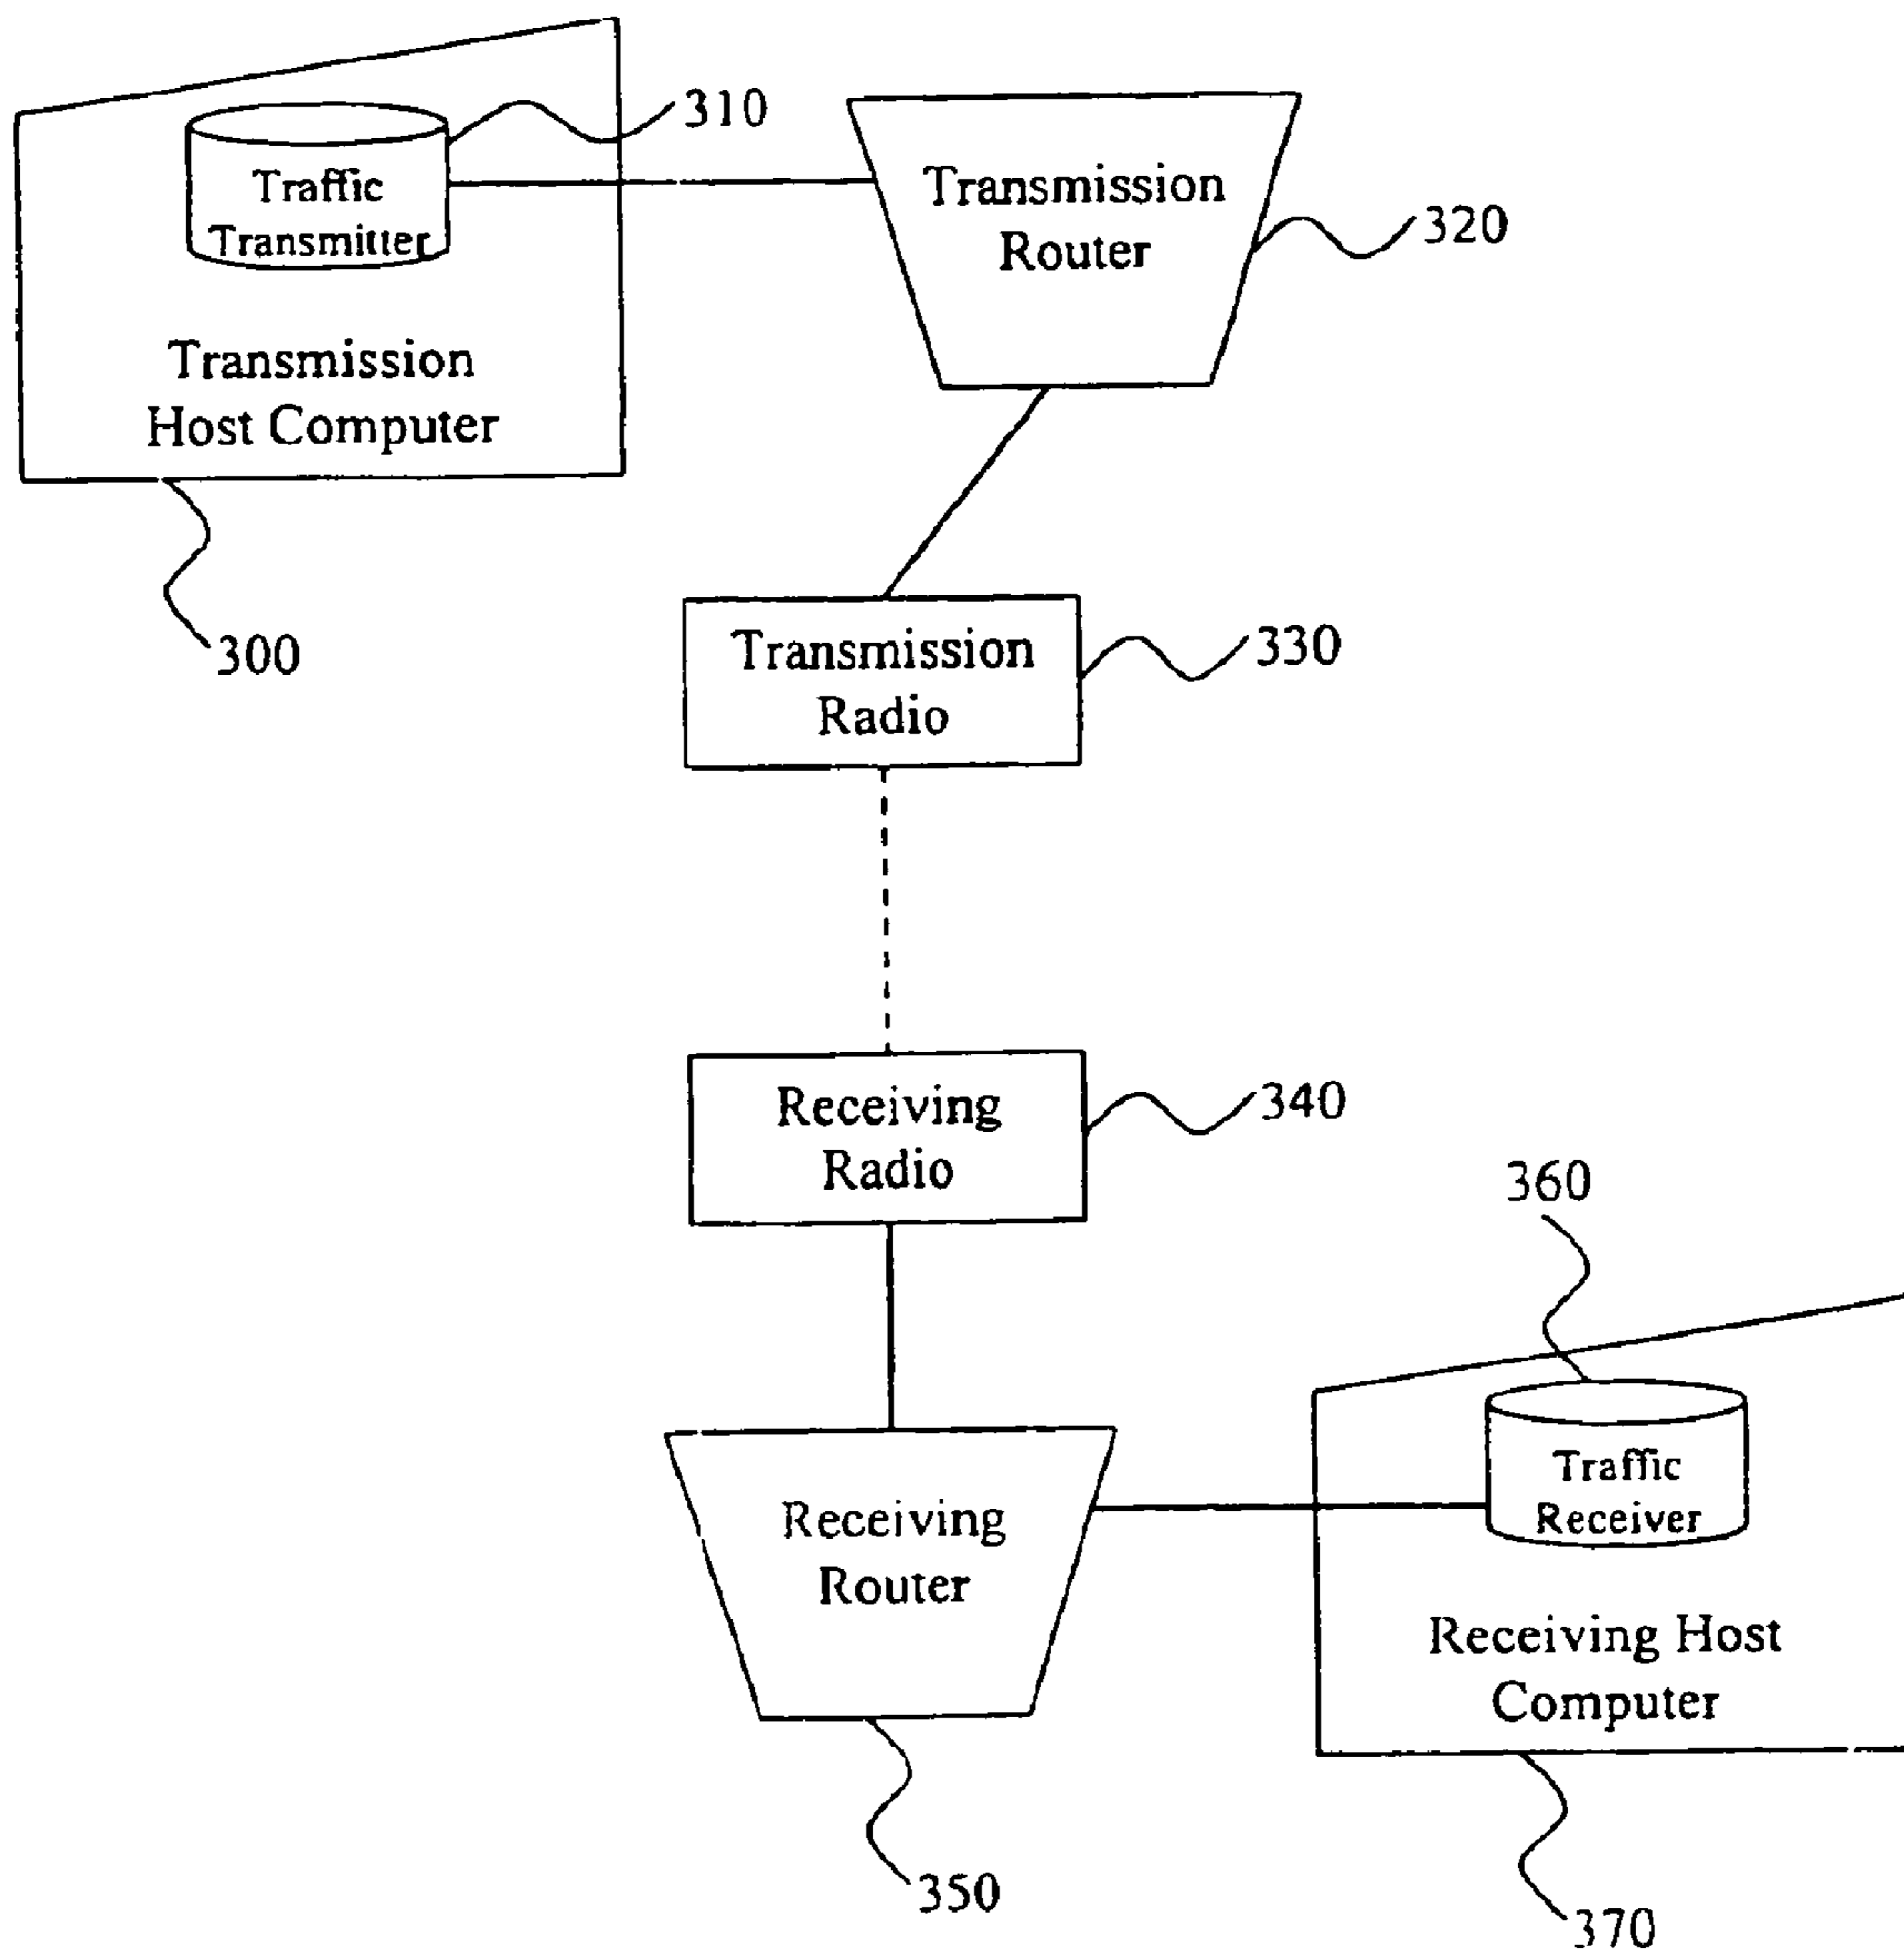 310
Traffic
Transmitter
Transmission
Router
320
Transmission
Host Computer
300
Transmission
Radio
330
Receiving
Radio
340
360
Traffic
Receiver
Receiving
Router
Receiving Host
Computer
350
370